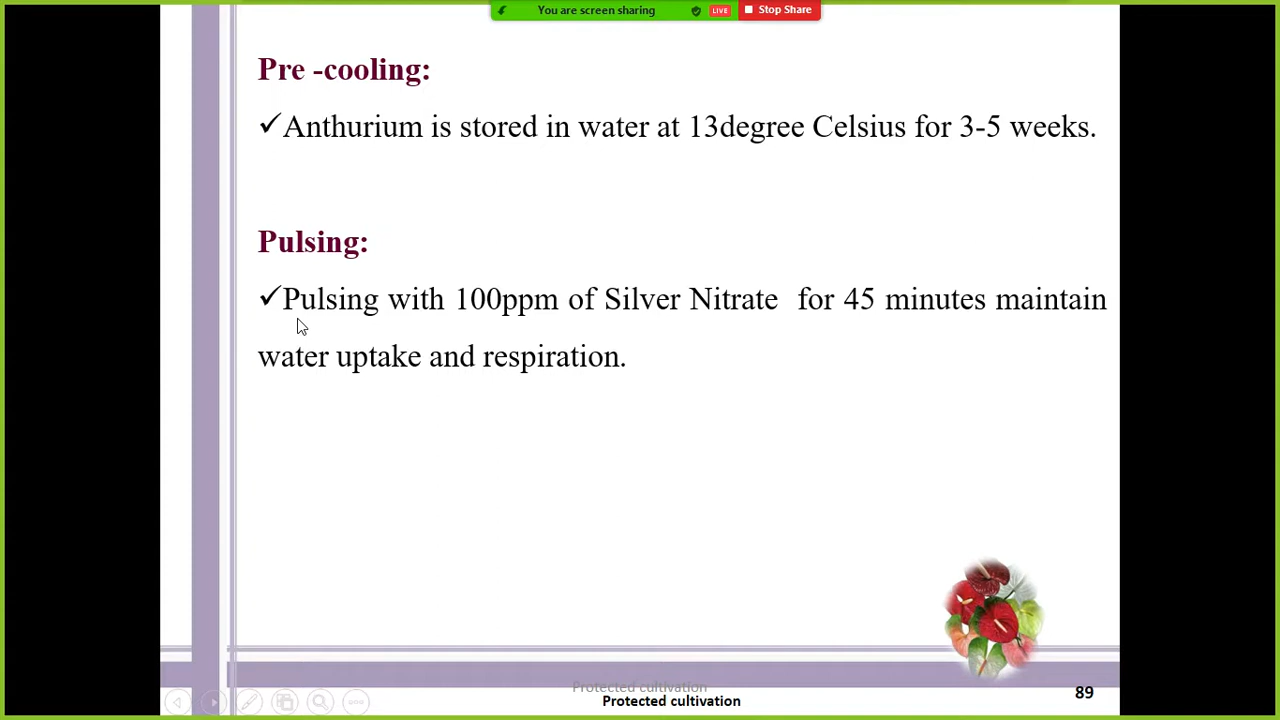 You are screen sharing LIVE Stop Share
Pre -cooling:
✓Anthurium is stored in water at 13degree Celsius for 3-5 weeks.
Pulsing:
✓Pulsing with 100ppm of Silver Nitrate  for 45 minutes maintain
water uptake and respiration.
Protected cultivation
Protected cultivation
89